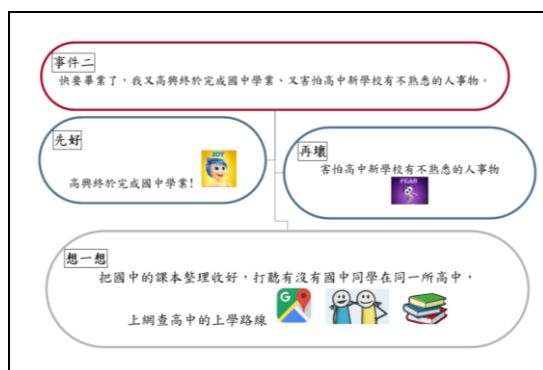 事件二
快要畢業了，我又高興終於完成國中學業、又害怕高中新學校有不熟悉的人事物。
先好
JOY
高興終於完成國中學業!
再壞
害怕高中新學校有不熟悉的人事物
FEAR
想一想
把國中的課本整理收好，打聽有沒有國中同學在同一所高中，
上網查高中的上學路線
G